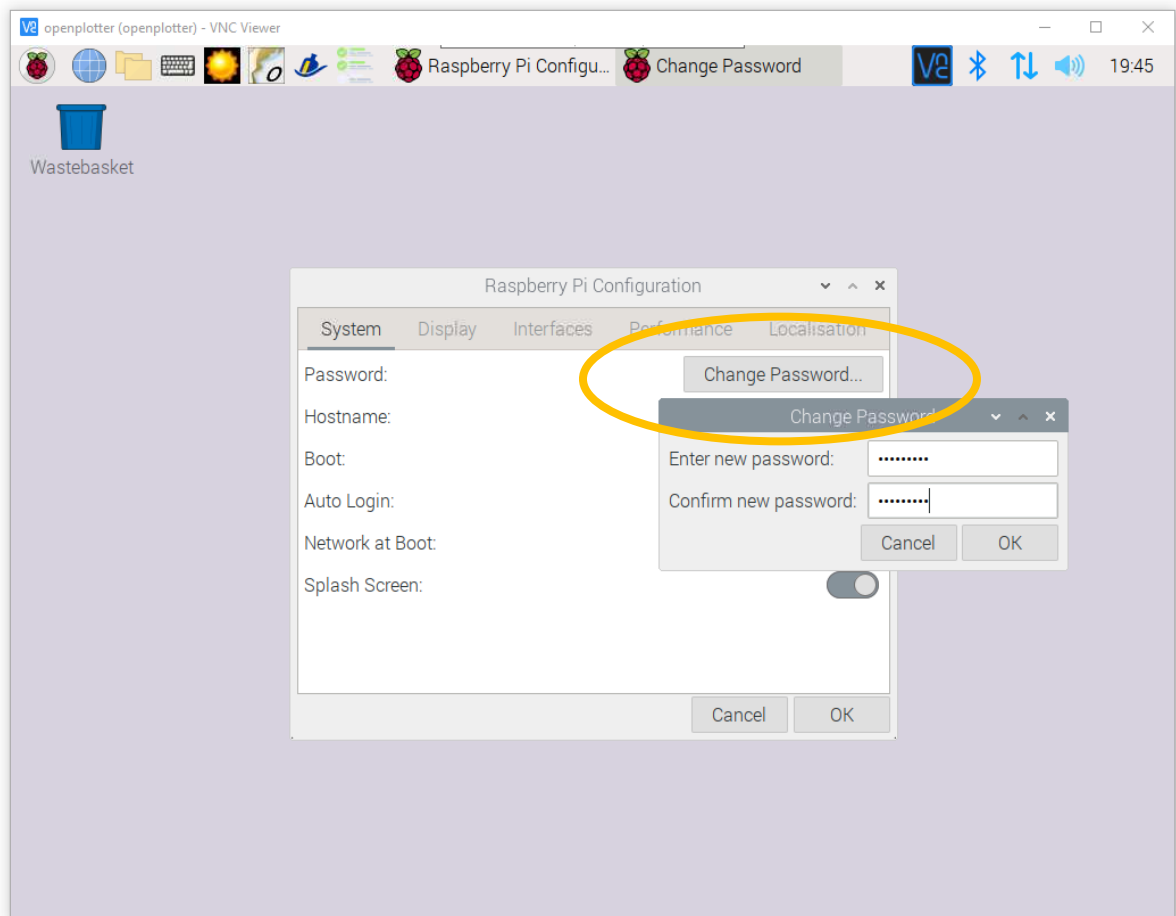 openplotter (openplotter) - VNC Viewer
Raspberry Pi Configu... Change Password 19:45
Wastebasket
Raspberry Pi Configuration
System Display Interfaces Performance Localisation
Password: Change Password...
Hostname:
Change Password
Boot:
Enter new password: •••••••••
Auto Login:
Confirm new password: •••••••••
Network at Boot:
Cancel OK
Splash Screen:
Cancel OK